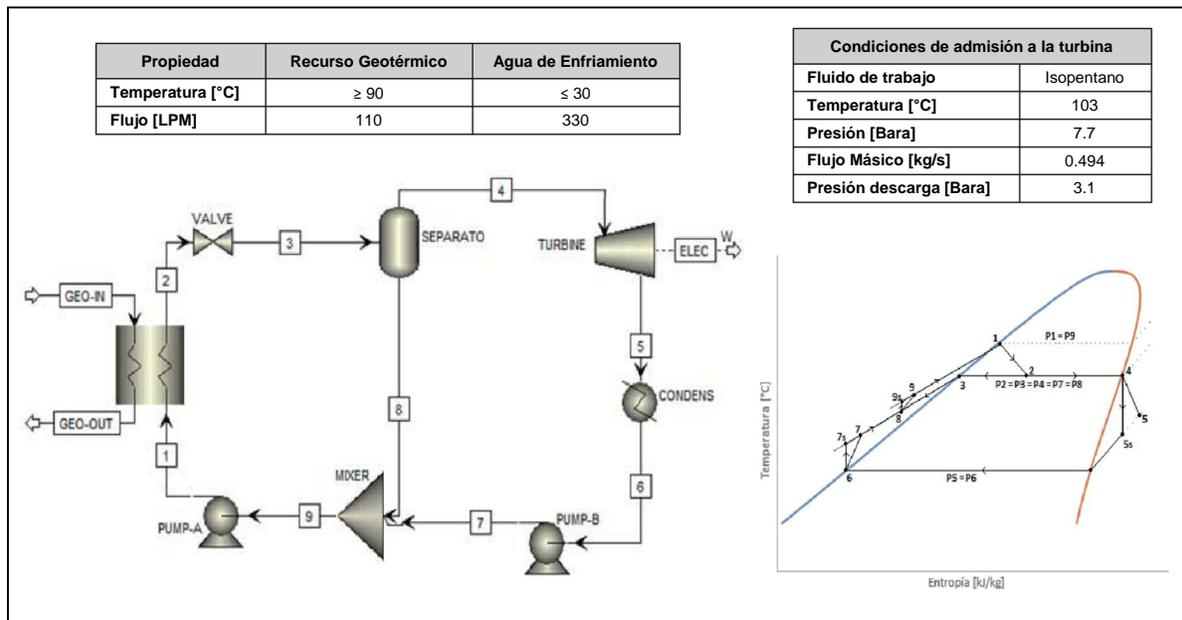 Propiedad Recurso Geotérmico Agua de Enfriamiento
Temperatura [°C] ≥ 90 ≤ 30
Flujo [LPM] 110 330
Condiciones de admisión a la turbina
Fluido de trabajo Isopentano
Temperatura [°C] 103
Presión [Bara] 7.7
Flujo Másico [kg/s] 0.494
Presión descarga [Bara] 3.1
4
VALVE
3
SEPARATO
TURBINE
ELEC
W
2
GEO-IN
5
8
CONDENS
GEO-OUT
1
MIXER
6
9
7
PUMP-B
PUMP-A
Temperatura [°C]
1
P1 = P9
3
2
4
P2 = P3 = P4 = P7 = P8
9s
9
8
5
7s
7
5s
6
P5 = P6
Entropía [kJ/kg]